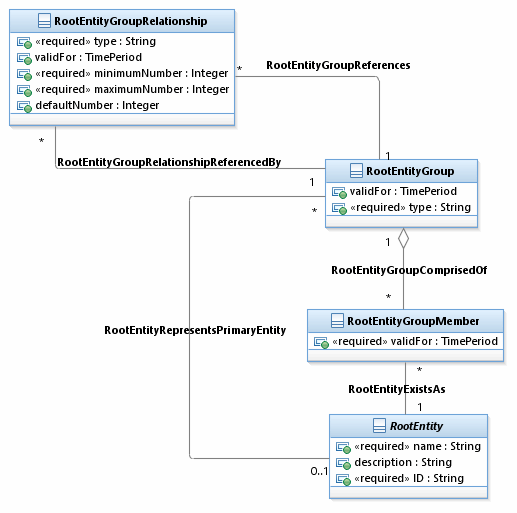 RootEntityGroupRelationship
«required» type : String
validFor : TimePeriod
«required» minimumNumber : Integer
«required» maximumNumber : Integer
defaultNumber : Integer
*
RootEntityGroupReferences
*
1
RootEntityGroupRelationshipReferencedBy
1
RootEntityGroup
validFor : TimePeriod
«required» type : String
*
1
RootEntityGroupComprisedOf
*
RootEntityGroupMember
«required» validFor : TimePeriod
RootEntityRepresentsPrimaryEntity
*
RootEntityExistsAs
1
RootEntity
«required» name : String
description : String
«required» ID : String
0..1